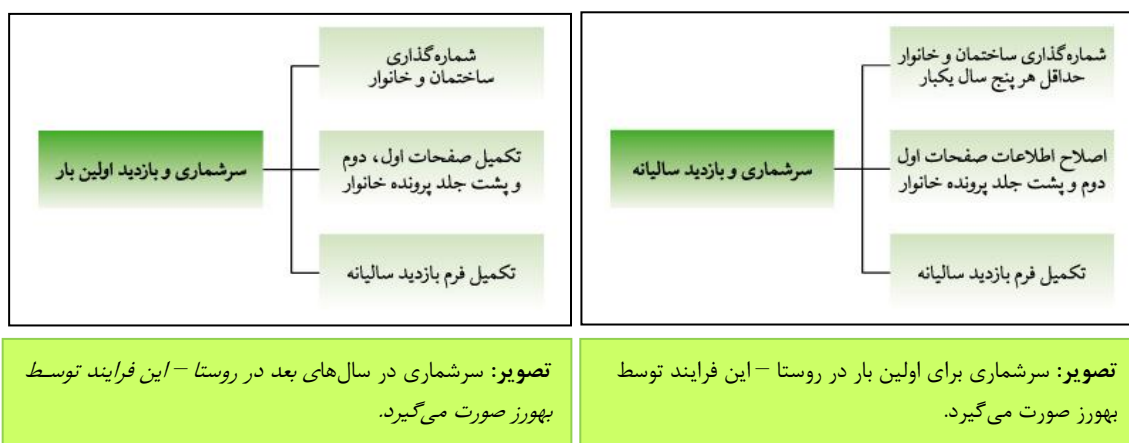 شماره‌گذاری ساختمان و خانوار
حداقل هر پنج سال یکبار
سرشماری و بازدید سالیانه
اصلاح اطلاعات صفحات اول
دوم و پشت جلد پرونده خانوار
تکمیل فرم بازدید سالیانه
تصویر: سرشماری برای اولین بار در روستا – این فرایند توسط
بهورز صورت می‌گیرد.
شماره‌گذاری
ساختمان و خانوار
سرشماری و بازدید اولین بار
تکمیل صفحات اول، دوم
و پشت جلد پرونده خانوار
تکمیل فرم بازدید سالیانه
تصویر: سرشماری در سال‌های بعد در روستا – این فرایند توسط
بهورز صورت می‌گیرد.